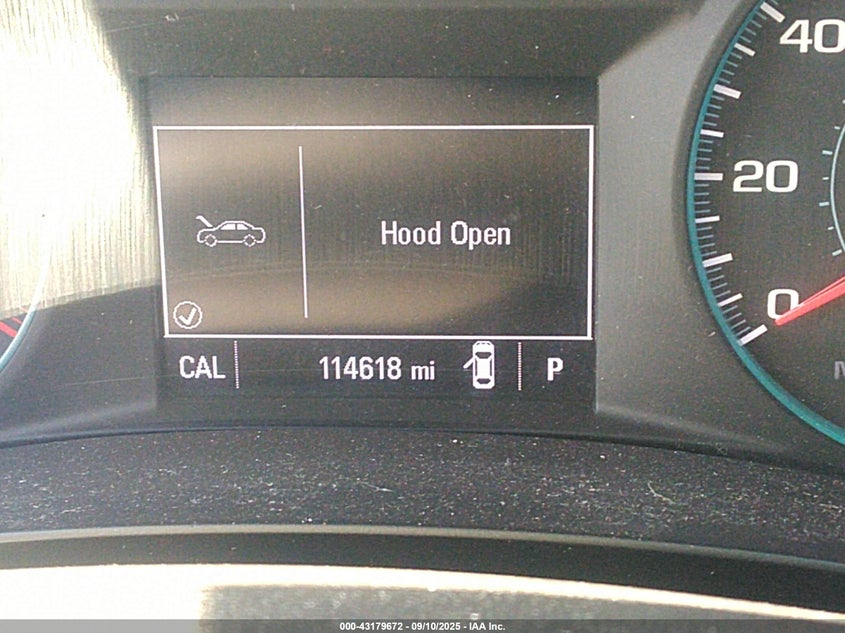 40
20
Hood Open
0
CAL 114618 mi P
000-43179672 - 09/10/2025 - IAA Inc.